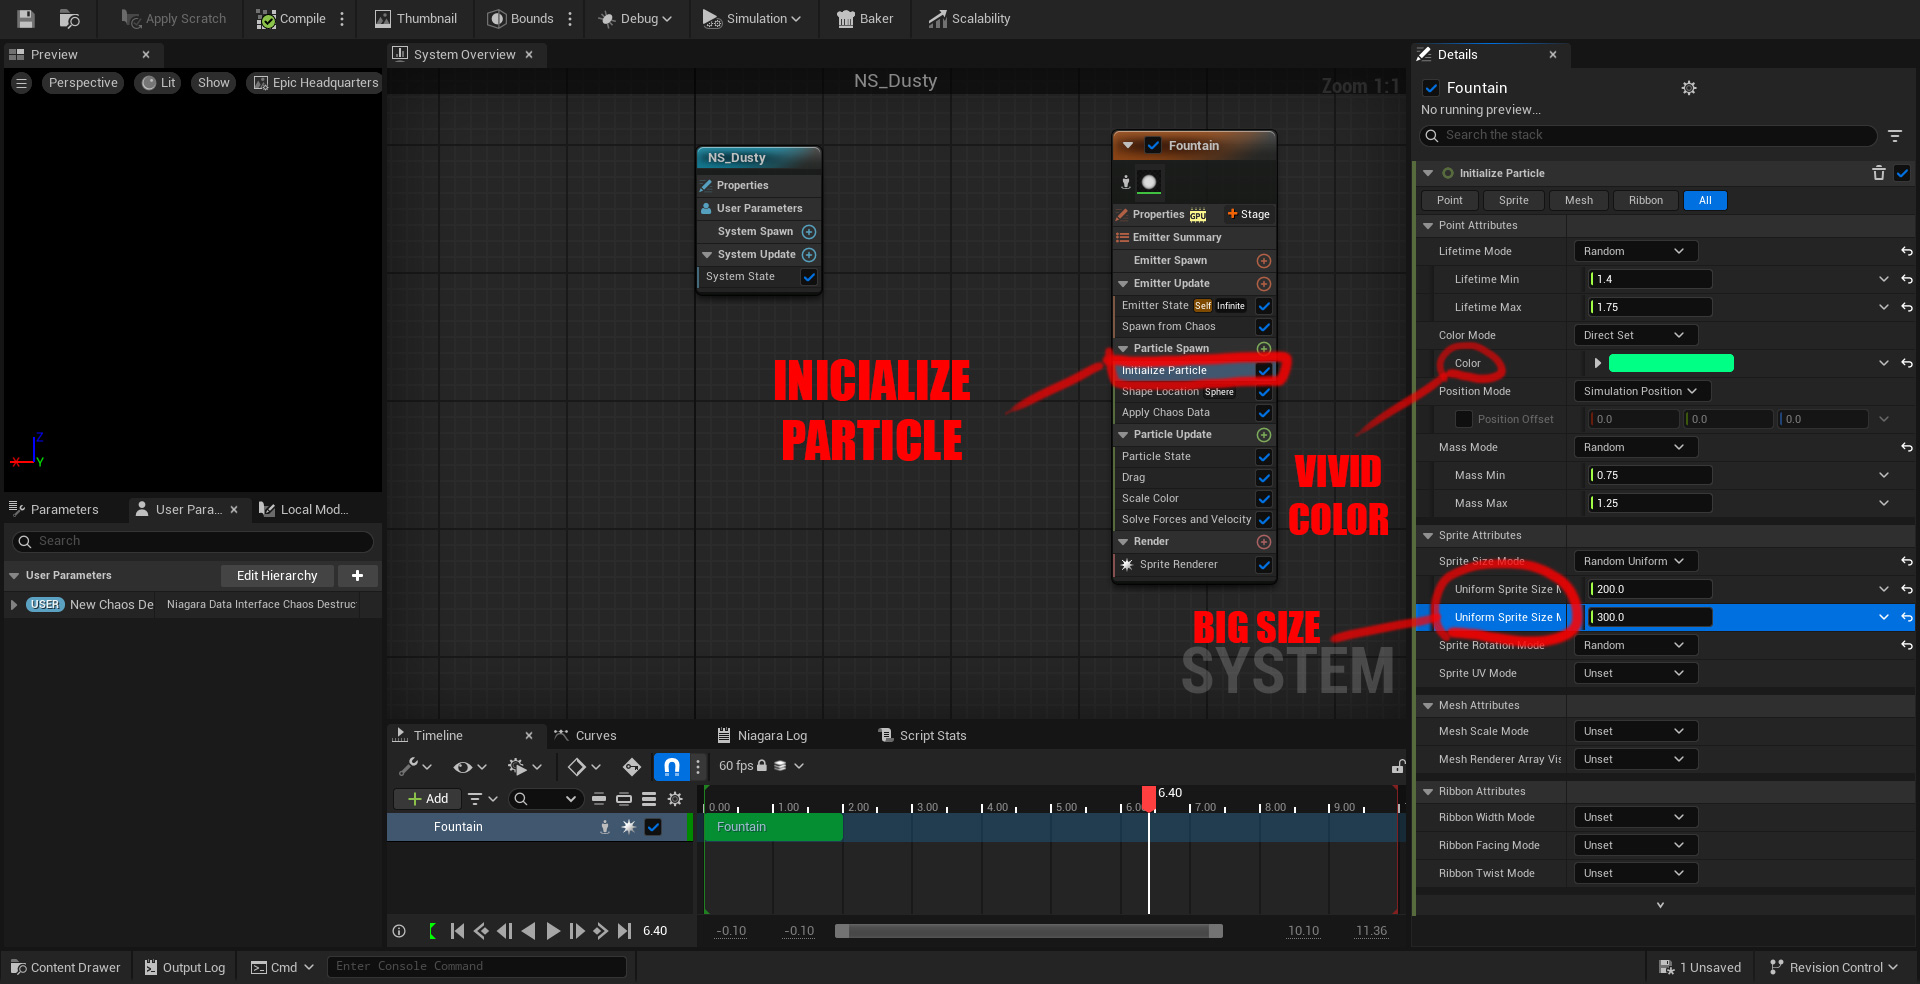 Apply Scratch
Compile
Thumbnail
Bounds
Debug
Simulation
Baker
Scalability
Preview
Perspective
Lit
Show
Epic Headquarters
Z
X
Y
Parameters
User Para...
Local Mod...
Search
User Parameters
Edit Hierarchy
USER New Chaos De
Niagara Data Interface Chaos Destruc
System Overview
NS_Dusty
Zoom 1:1
NS_Dusty
Properties
User Parameters
System Spawn
System Update
System State
Fountain
Properties GPU + Stage
Emitter Summary
Emitter Spawn
Emitter Update
Emitter State Self Infinite
Spawn from Chaos
Particle Spawn
Initialize Particle
Shape Location Sphere
Apply Chaos Data
Particle Update
Particle State
Drag
Scale Color
Solve Forces and Velocity
Render
Sprite Renderer
INICIALIZE
PARTICLE
VIVID
COLOR
BIG SIZE
SYSTEM
Timeline
Curves
Niagara Log
Script Stats
60 fps
+ Add
0.00
1.00
2.00
3.00
4.00
5.00
6.00
6.40
7.00
8.00
9.00
Fountain
Fountain
6.40
-0.10
-0.10
10.10
11.36
Details
Fountain
No running preview...
Search the stack
Initialize Particle
Point
Sprite
Mesh
Ribbon
All
Point Attributes
Lifetime Mode
Random
Lifetime Min
1.4
Lifetime Max
1.75
Color Mode
Direct Set
Color
Position Mode
Simulation Position
Position Offset
0.0
0.0
0.0
Mass Mode
Random
Mass Min
0.75
Mass Max
1.25
Sprite Attributes
Sprite Size Mode
Random Uniform
Uniform Sprite Size M
200.0
Uniform Sprite Size M
300.0
Sprite Rotation Mode
Random
Sprite UV Mode
Unset
Mesh Attributes
Mesh Scale Mode
Unset
Mesh Renderer Array Vis
Unset
Ribbon Attributes
Ribbon Width Mode
Unset
Ribbon Facing Mode
Unset
Ribbon Twist Mode
Unset
Content Drawer
Output Log
Cmd
Enter Console Command
1 Unsaved
Revision Control